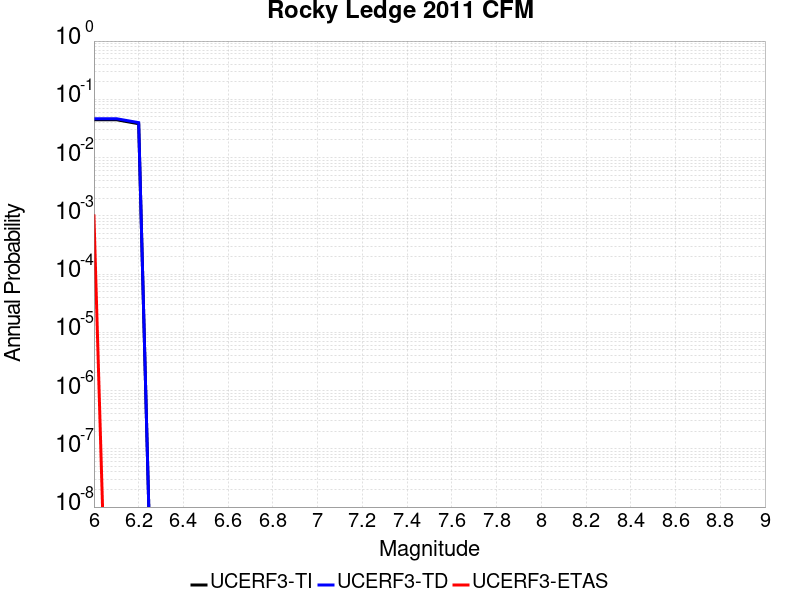 Rocky Ledge 2011 CFM
10^0
10^-1
10^-2
10^-3
10^-4
10^-5
10^-6
10^-7
10^-8
Annual Probability
6 6.2 6.4 6.6 6.8 7 7.2 7.4 7.6 7.8 8 8.2 8.4 8.6 8.8 9
Magnitude
UCERF3-TI UCERF3-TD UCERF3-ETAS